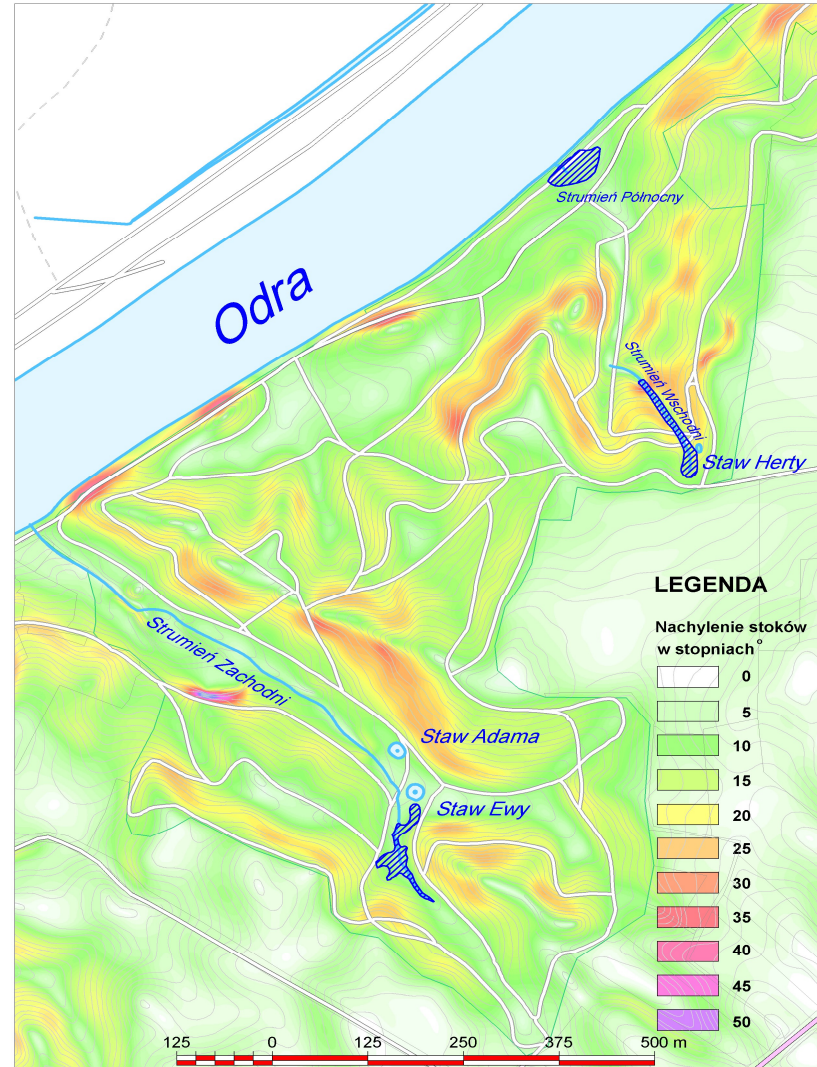 Strumień Północny
Odra
Strumień Wschodni
Staw Herty
LEGENDA
Nachylenie stoków
w stopniach°
0
5
10
15
20
25
30
35
40
45
50
Strumień Zachodni
Staw Adama
Staw Ewy
125 0 125 250 375 500 m